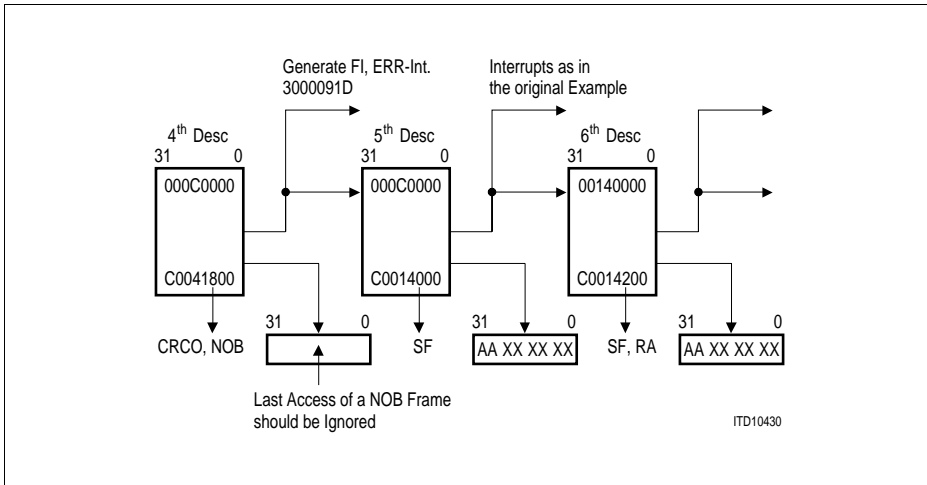 Generate FI, ERR-Int.
3000091D
Interrupts as in
the original Example
4th Desc
31 0
000C0000
C0041800
CRCO, NOB
31 0
Last Access of a NOB Frame
should be Ignored
5th Desc
31 0
000C0000
C0014000
SF
31 0
AA XX XX XX
6th Desc
31 0
00140000
C0014200
SF, RA
31 0
AA XX XX XX
ITD10430